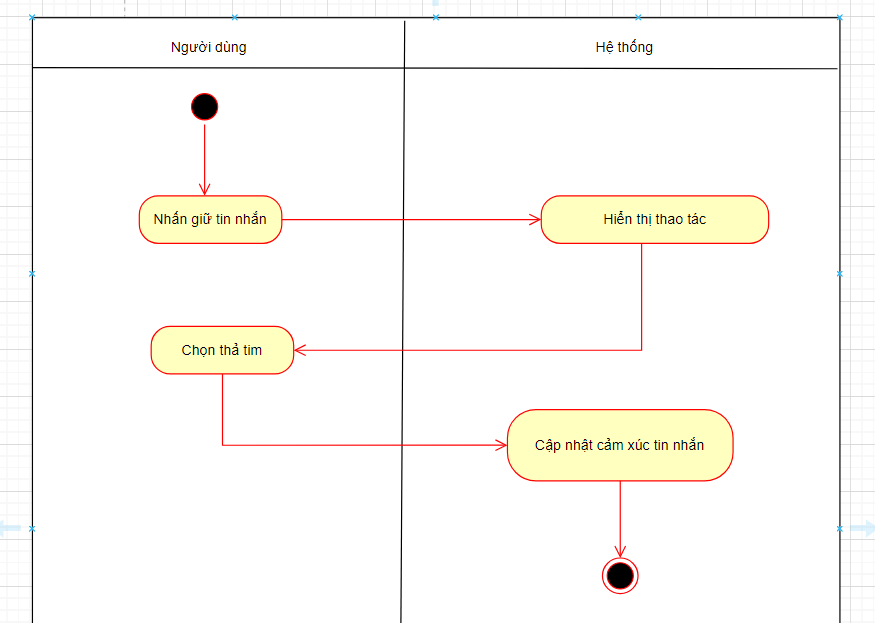 Người dùng
Hệ thống
Nhấn giữ tin nhắn
Hiển thị thao tác
Chọn thả tim
Cập nhật cảm xúc tin nhắn